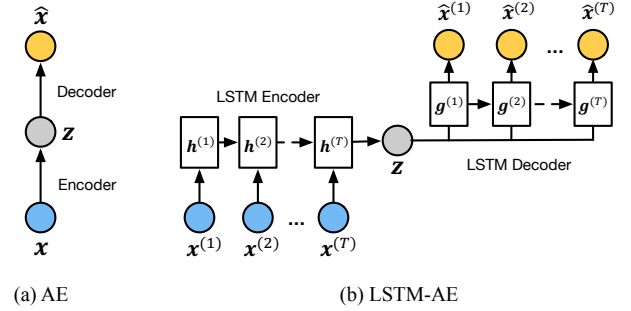 x̂
Decoder
z
Encoder
x
(a) AE
x̂⁽¹⁾ x̂⁽²⁾ ... x̂⁽ᵀ⁾
g⁽¹⁾ g⁽²⁾ g⁽ᵀ⁾
LSTM Encoder
h⁽¹⁾ h⁽²⁾ h⁽ᵀ⁾
z
LSTM Decoder
...
x⁽¹⁾ x⁽²⁾ x⁽ᵀ⁾
(b) LSTM-AE